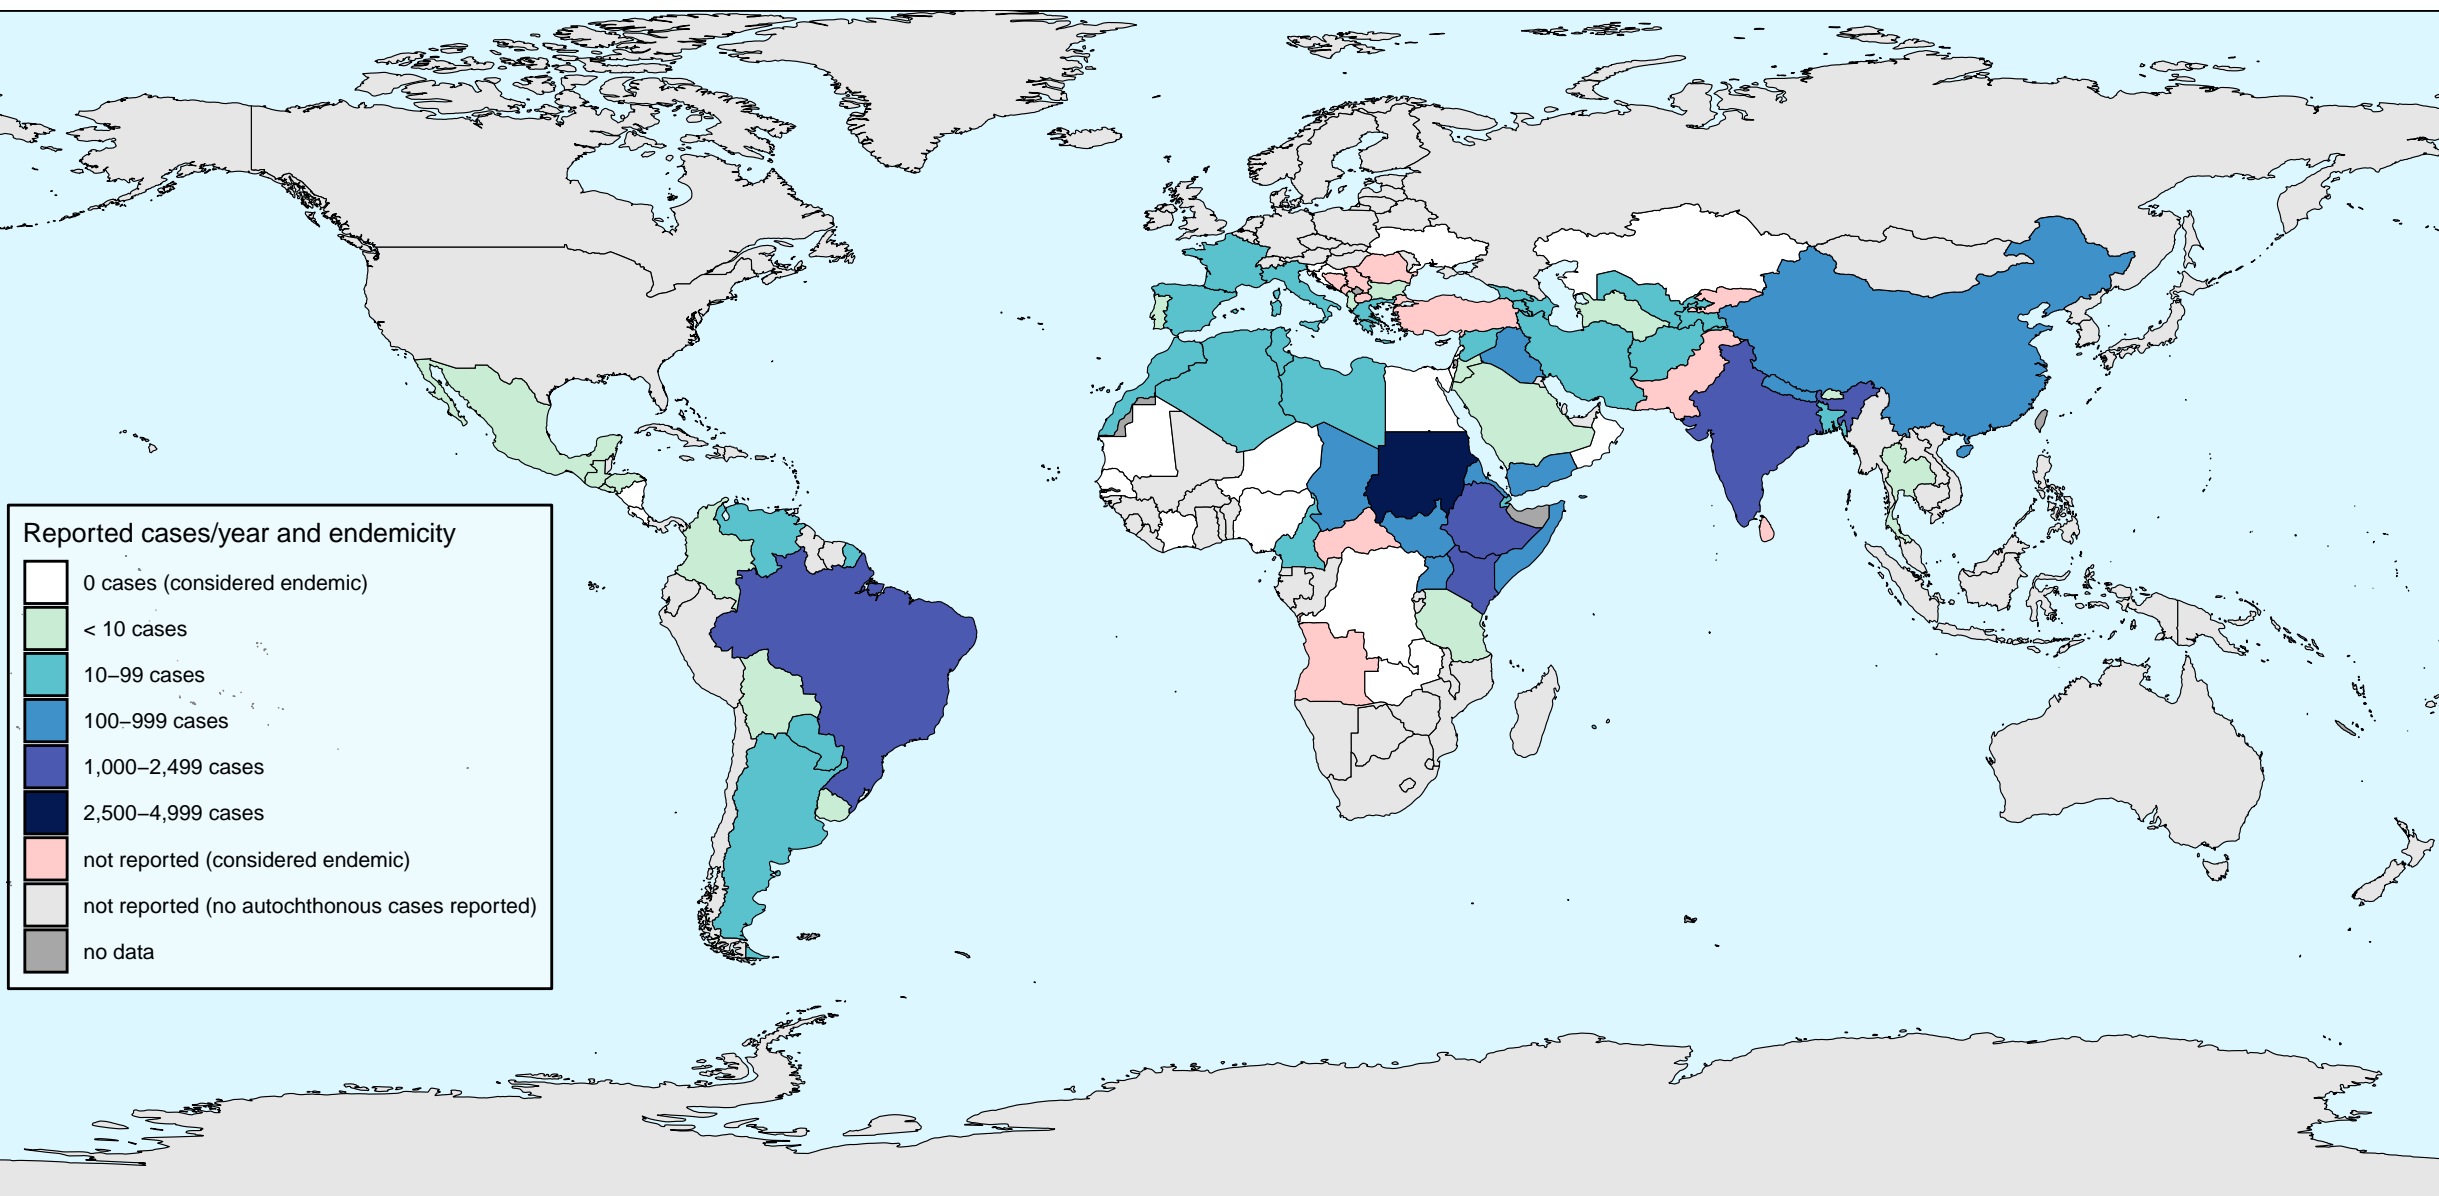 Reported cases/year and endemicity
0 cases (considered endemic)
< 10 cases
10–99 cases
100–999 cases
1,000–2,499 cases
2,500–4,999 cases
not reported (considered endemic)
not reported (no autochthonous cases reported)
no data